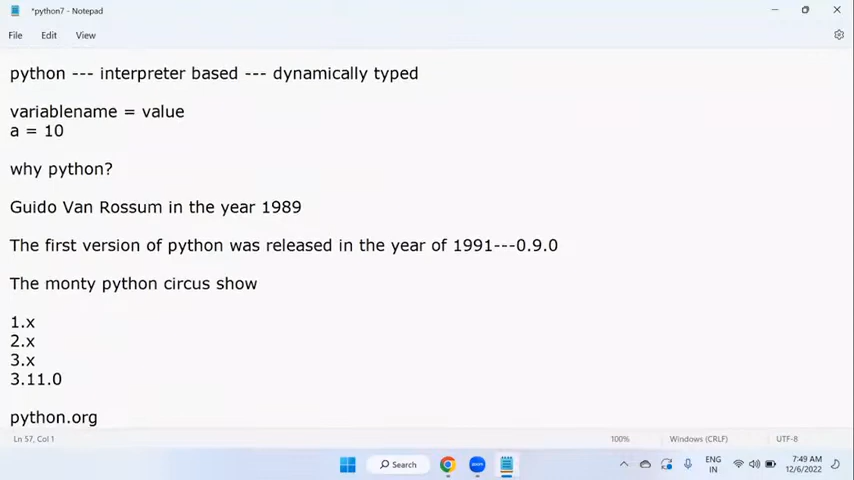 *python7 - Notepad
File Edit View
python --- interpreter based --- dynamically typed
variablename = value
a = 10
why python?
Guido Van Rossum in the year 1989
The first version of python was released in the year of 1991---0.9.0
The monty python circus show
1.x
2.x
3.x
3.11.0
python.org
Ln 57, Col 1 100% Windows (CRLF) UTF-8
Search zoom ENG IN 7:49 AM 12/6/2022